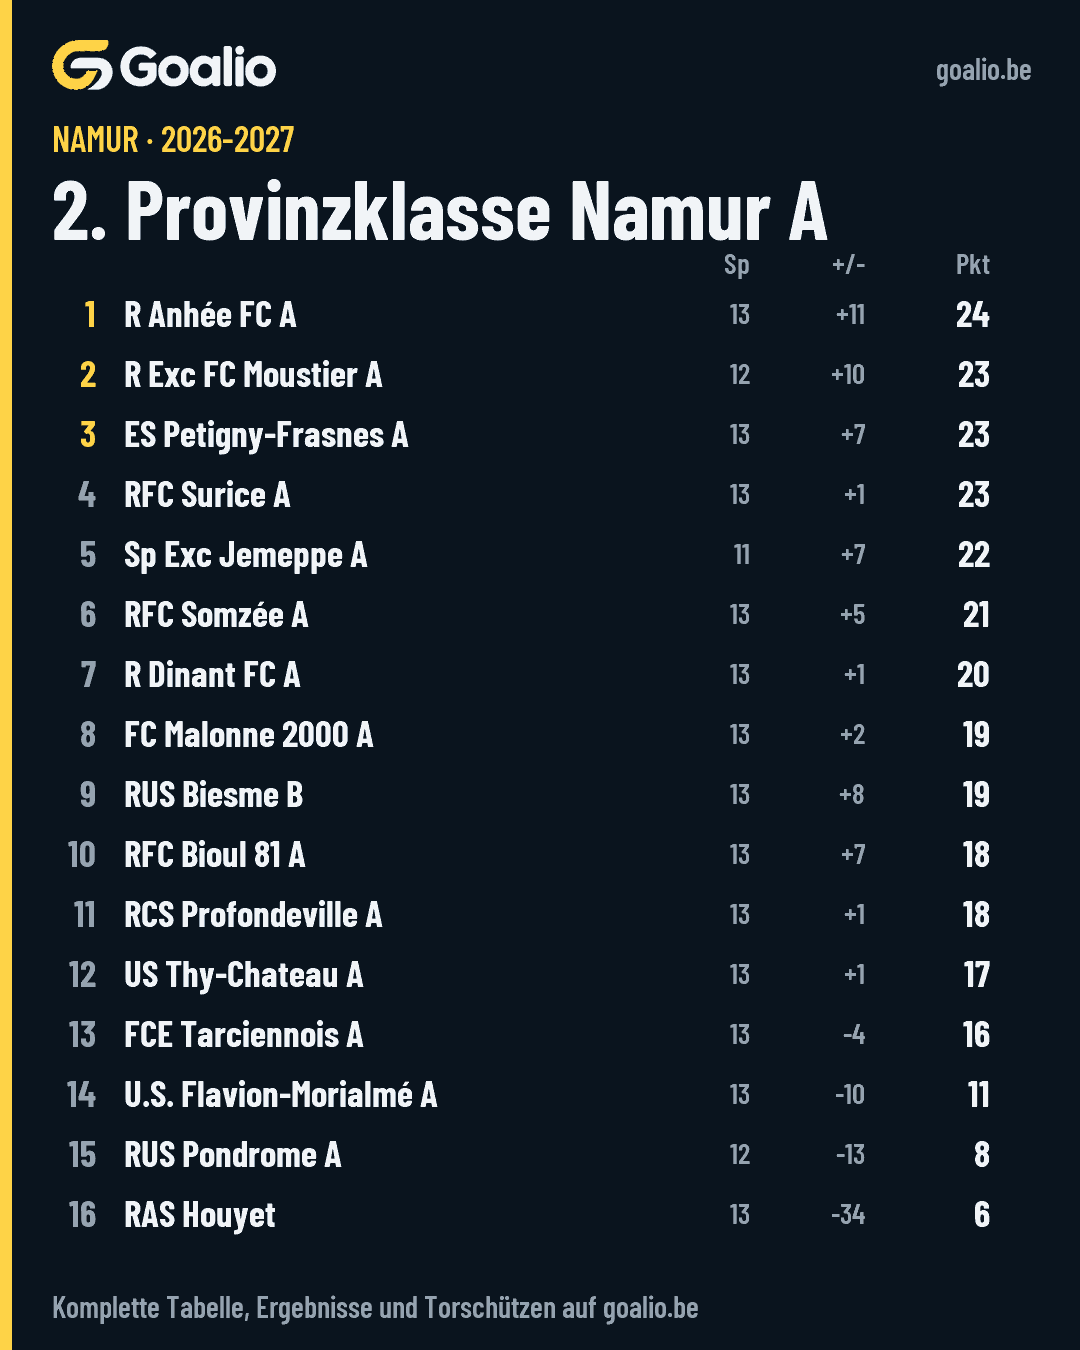 Goalio
goalio.be
NAMUR · 2026-2027
2. Provinzklasse Namur A
Sp +/- Pkt
1 R Anhée FC A 13 +11 24
2 R Exc FC Moustier A 12 +10 23
3 ES Petigny-Frasnes A 13 +7 23
4 RFC Surice A 13 +1 23
5 Sp Exc Jemeppe A 11 +7 22
6 RFC Somzée A 13 +5 21
7 R Dinant FC A 13 +1 20
8 FC Malonne 2000 A 13 +2 19
9 RUS Biesme B 13 +8 19
10 RFC Bioul 81 A 13 +7 18
11 RCS Profondeville A 13 +1 18
12 US Thy-Chateau A 13 +1 17
13 FCE Tarciennois A 13 -4 16
14 U.S. Flavion-Morialmé A 13 -10 11
15 RUS Pondrome A 12 -13 8
16 RAS Houyet 13 -34 6
Komplette Tabelle, Ergebnisse und Torschützen auf goalio.be